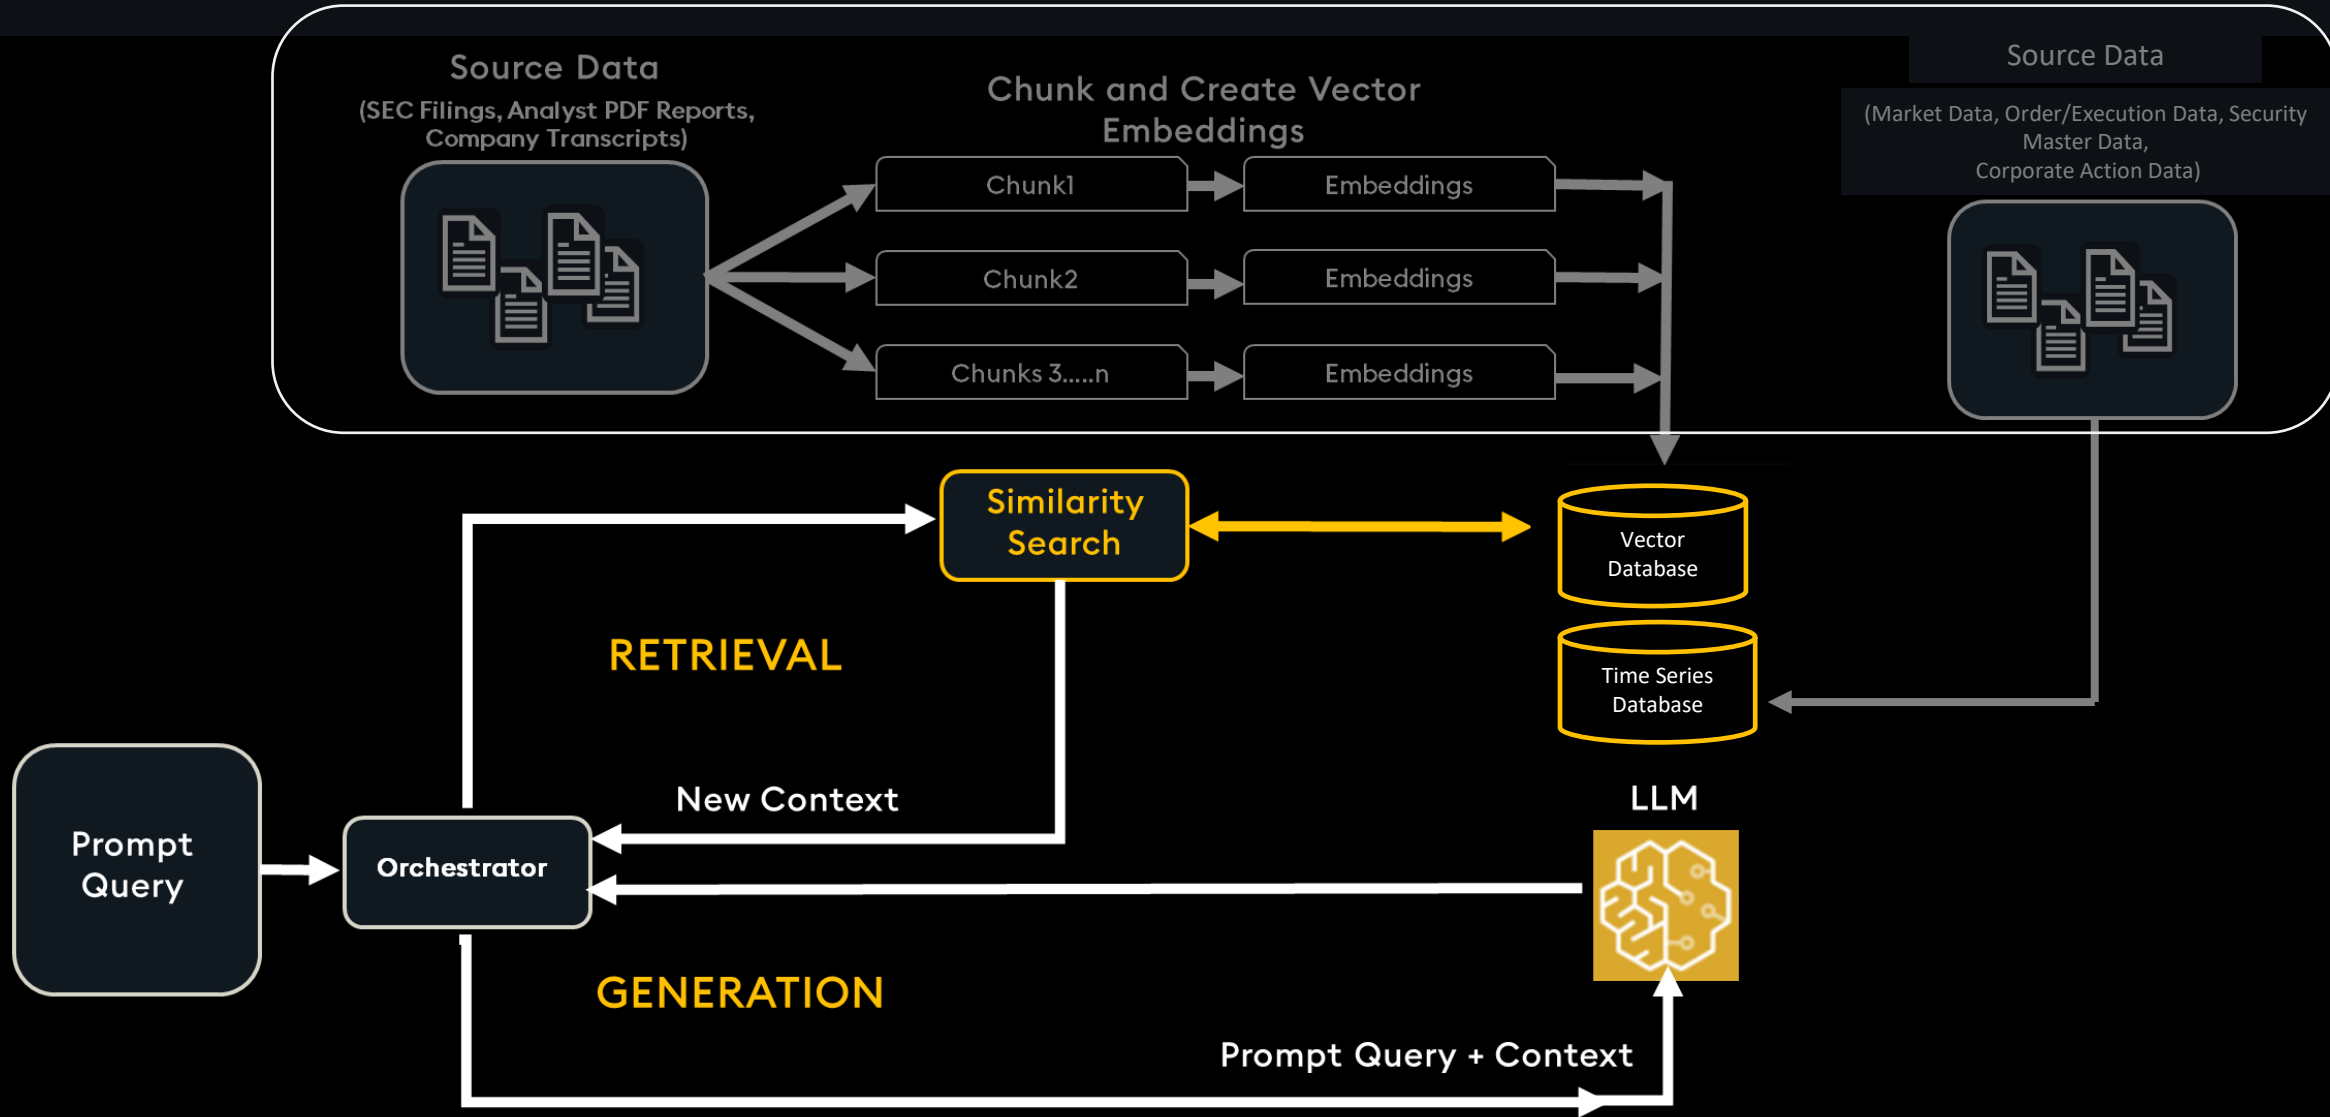 Source Data
(SEC Filings, Analyst PDF Reports,
Company Transcripts)
Chunk and Create Vector
Embeddings
Source Data
(Market Data, Order/Execution Data, Security
Master Data,
Corporate Action Data)
Chunk1
Embeddings
Chunk2
Embeddings
Chunks 3.....n
Embeddings
Similarity
Search
Vector
Database
RETRIEVAL
Time Series
Database
New Context
LLM
Prompt
Query
Orchestrator
GENERATION
Prompt Query + Context